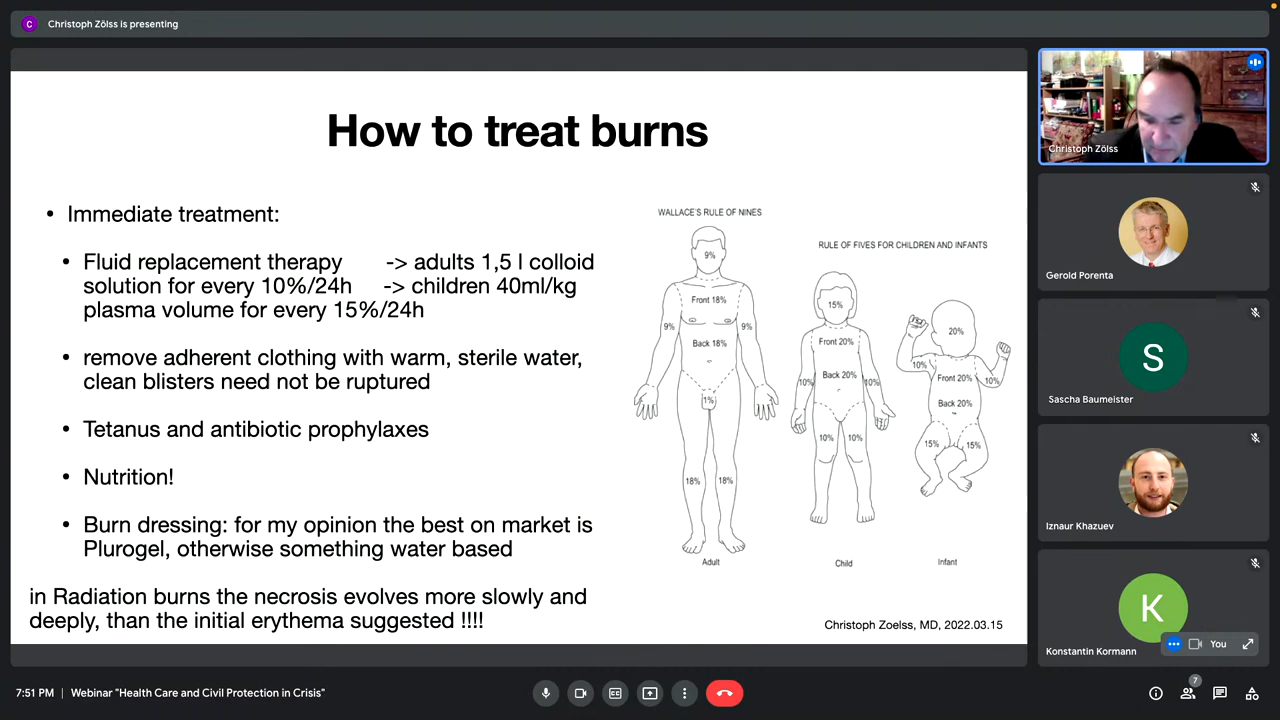 C
Christoph Zölss is presenting
How to treat burns
• Immediate treatment:
• Fluid replacement therapy -> adults 1,5 l colloid
solution for every 10%/24h -> children 40ml/kg
plasma volume for every 15%/24h
• remove adherent clothing with warm, sterile water,
clean blisters need not be ruptured
• Tetanus and antibiotic prophylaxes
• Nutrition!
• Burn dressing: for my opinion the best on market is
Plurogel, otherwise something water based
in Radiation burns the necrosis evolves more slowly and
deeply, than the initial erythema suggested !!!!
WALLACE'S RULE OF NINES
9%
Front 18%
9%
9%
Back 18%
1%
18%
18%
Adult
RULE OF FIVES FOR CHILDREN AND INFANTS
15%
Front 20%
Back 20%
10%
10%
10%
10%
Child
20%
10%
Front 20%
10%
Back 20%
15%
15%
Infant
Christoph Zoelss, MD, 2022.03.15
Christoph Zölss
Gerold Porenta
S
Sascha Baumeister
Iznaur Khazuev
K
Konstantin Kormann
You
7:51 PM | Webinar "Health Care and Civil Protection in Crisis"
7